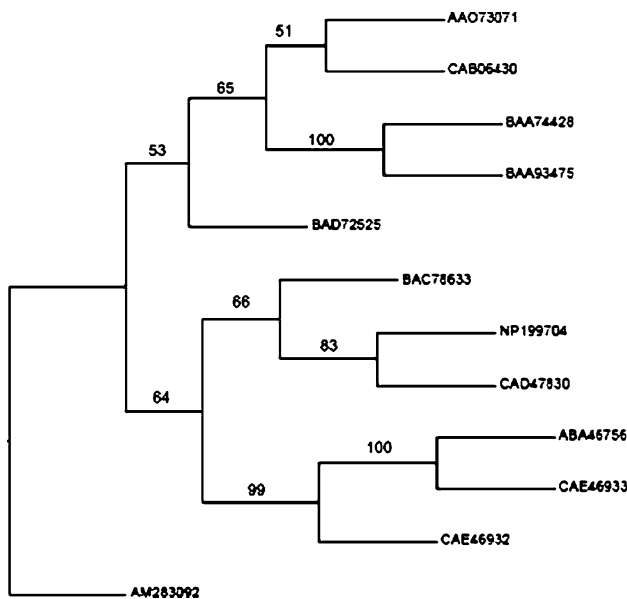 AAO73071
51
CAB06430
65
BAA74428
100
BAA93475
53
BAD72525
BAC78633
66
NP199704
83
CAD47830
64
ABA46756
100
CAE46933
99
CAE46932
AM283092